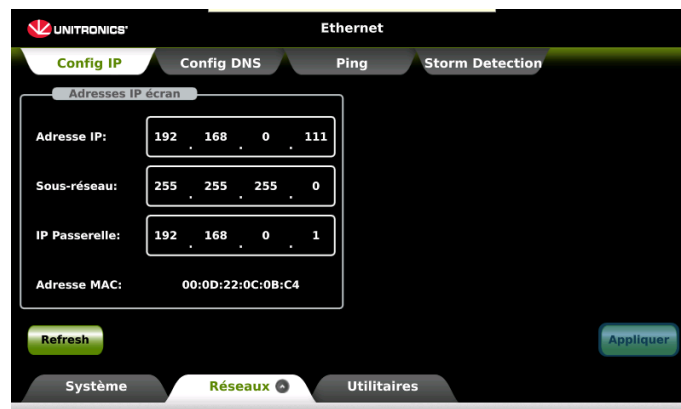 UNITRONICS®
Ethernet
Config IP Config DNS Ping Storm Detection
Adresses IP écran
Adresse IP: 192 . 168 . 0 . 111
Sous-réseau: 255 . 255 . 255 . 0
IP Passerelle: 192 . 168 . 0 . 1
Adresse MAC: 00:0D:22:0C:0B:C4
Refresh Appliquer
Système Réseaux Utilitaires